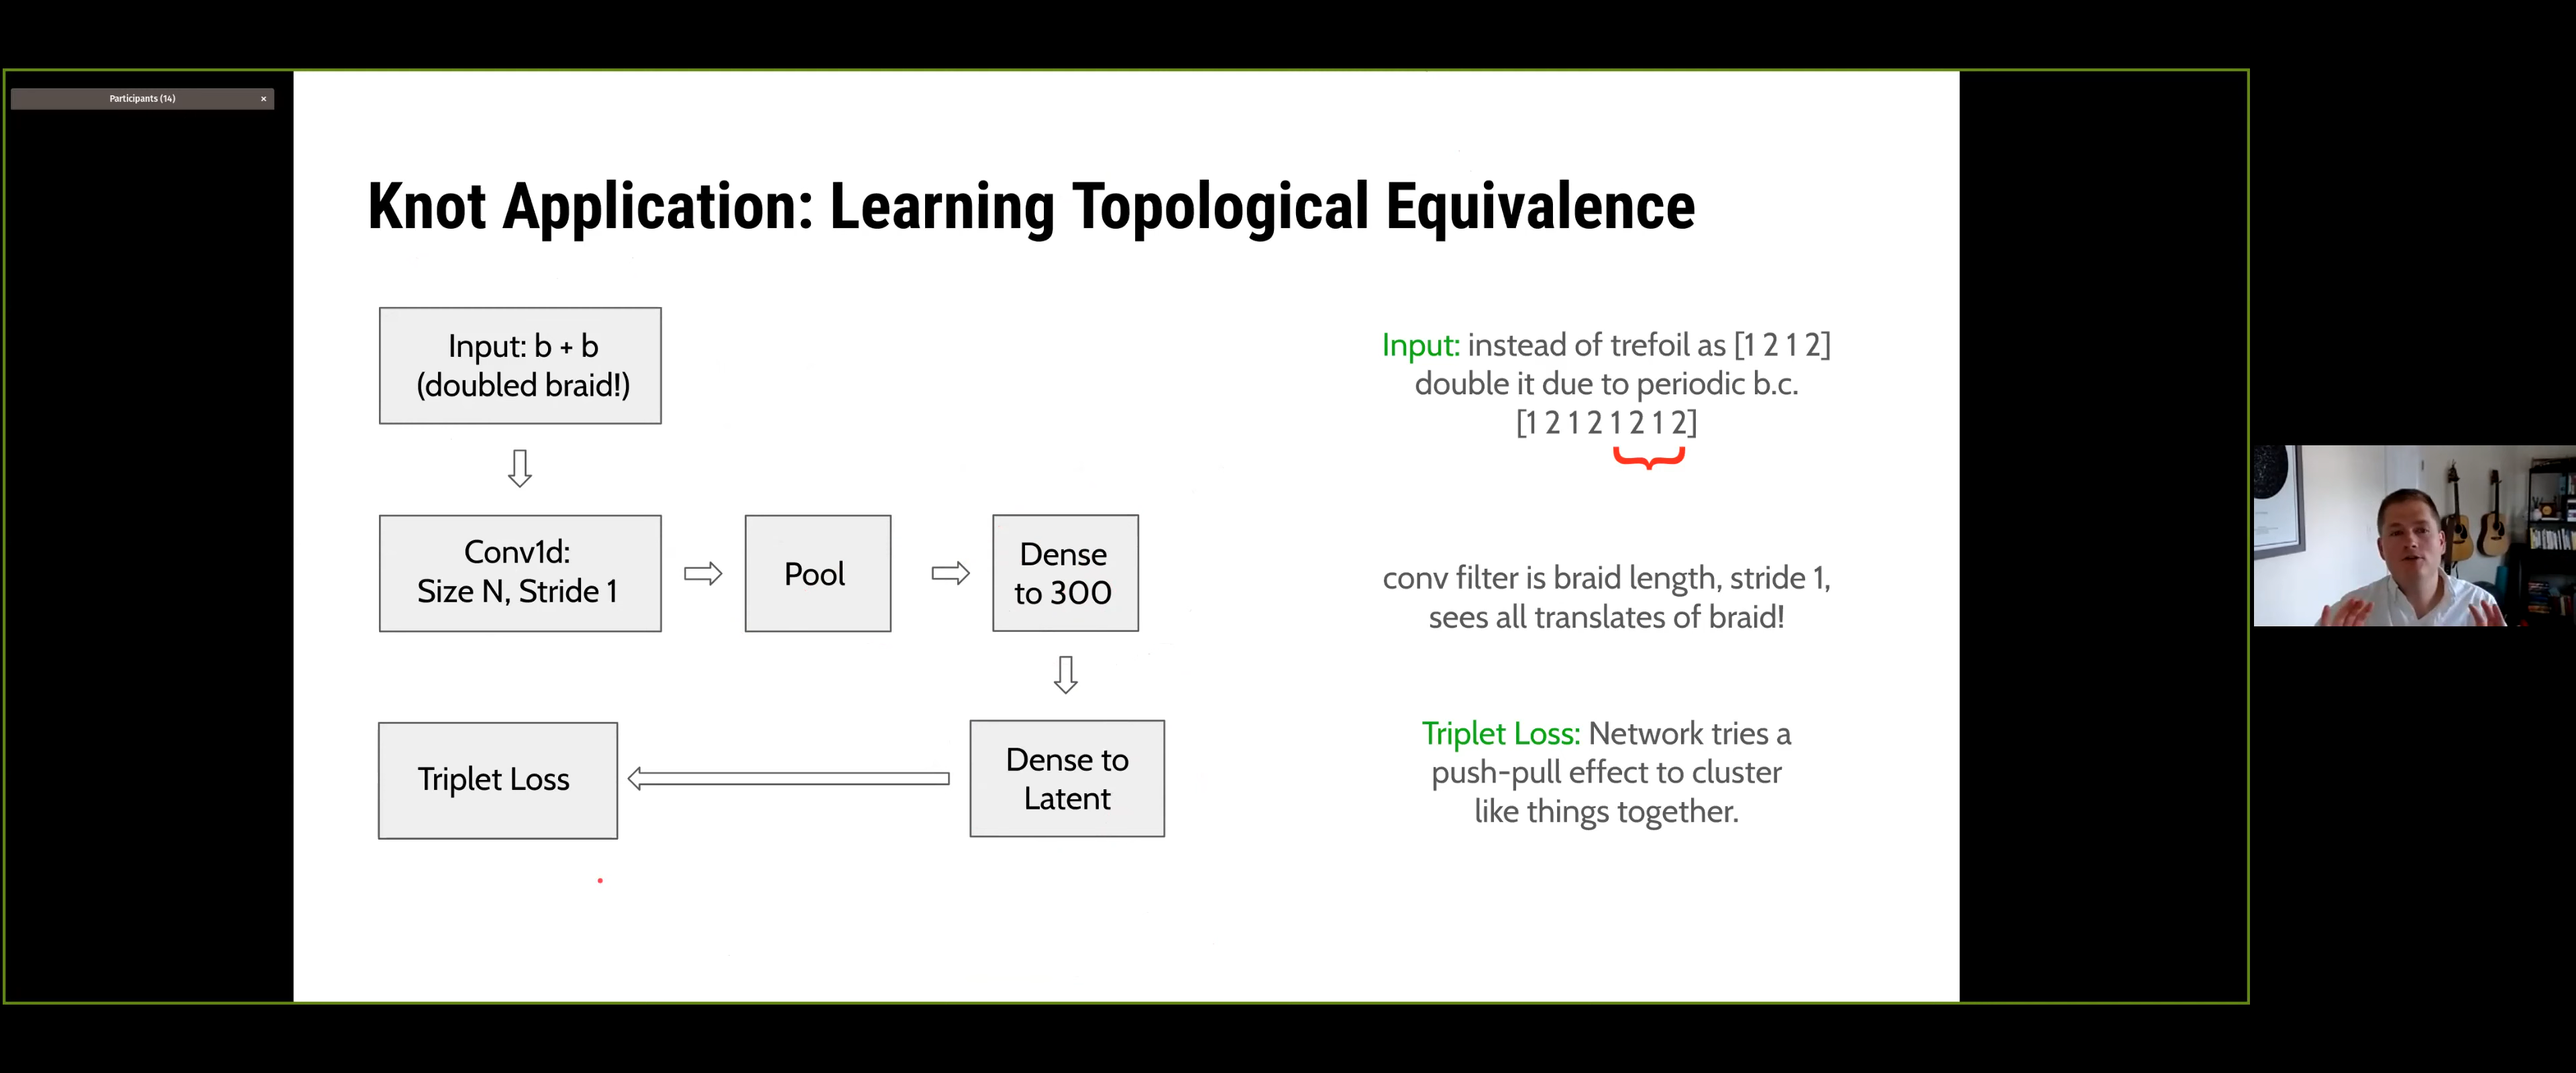 Participants (14)
Knot Application: Learning Topological Equivalence
Input: b + b
(doubled braid!)
Conv1d:
Size N, Stride 1
Pool
Dense
to 300
Dense to
Latent
Triplet Loss
Input: instead of trefoil as [1 2 1 2]
double it due to periodic b.c.
[1 2 1 2 1 2 1 2]
conv filter is braid length, stride 1,
sees all translates of braid!
Triplet Loss: Network tries a
push-pull effect to cluster
like things together.